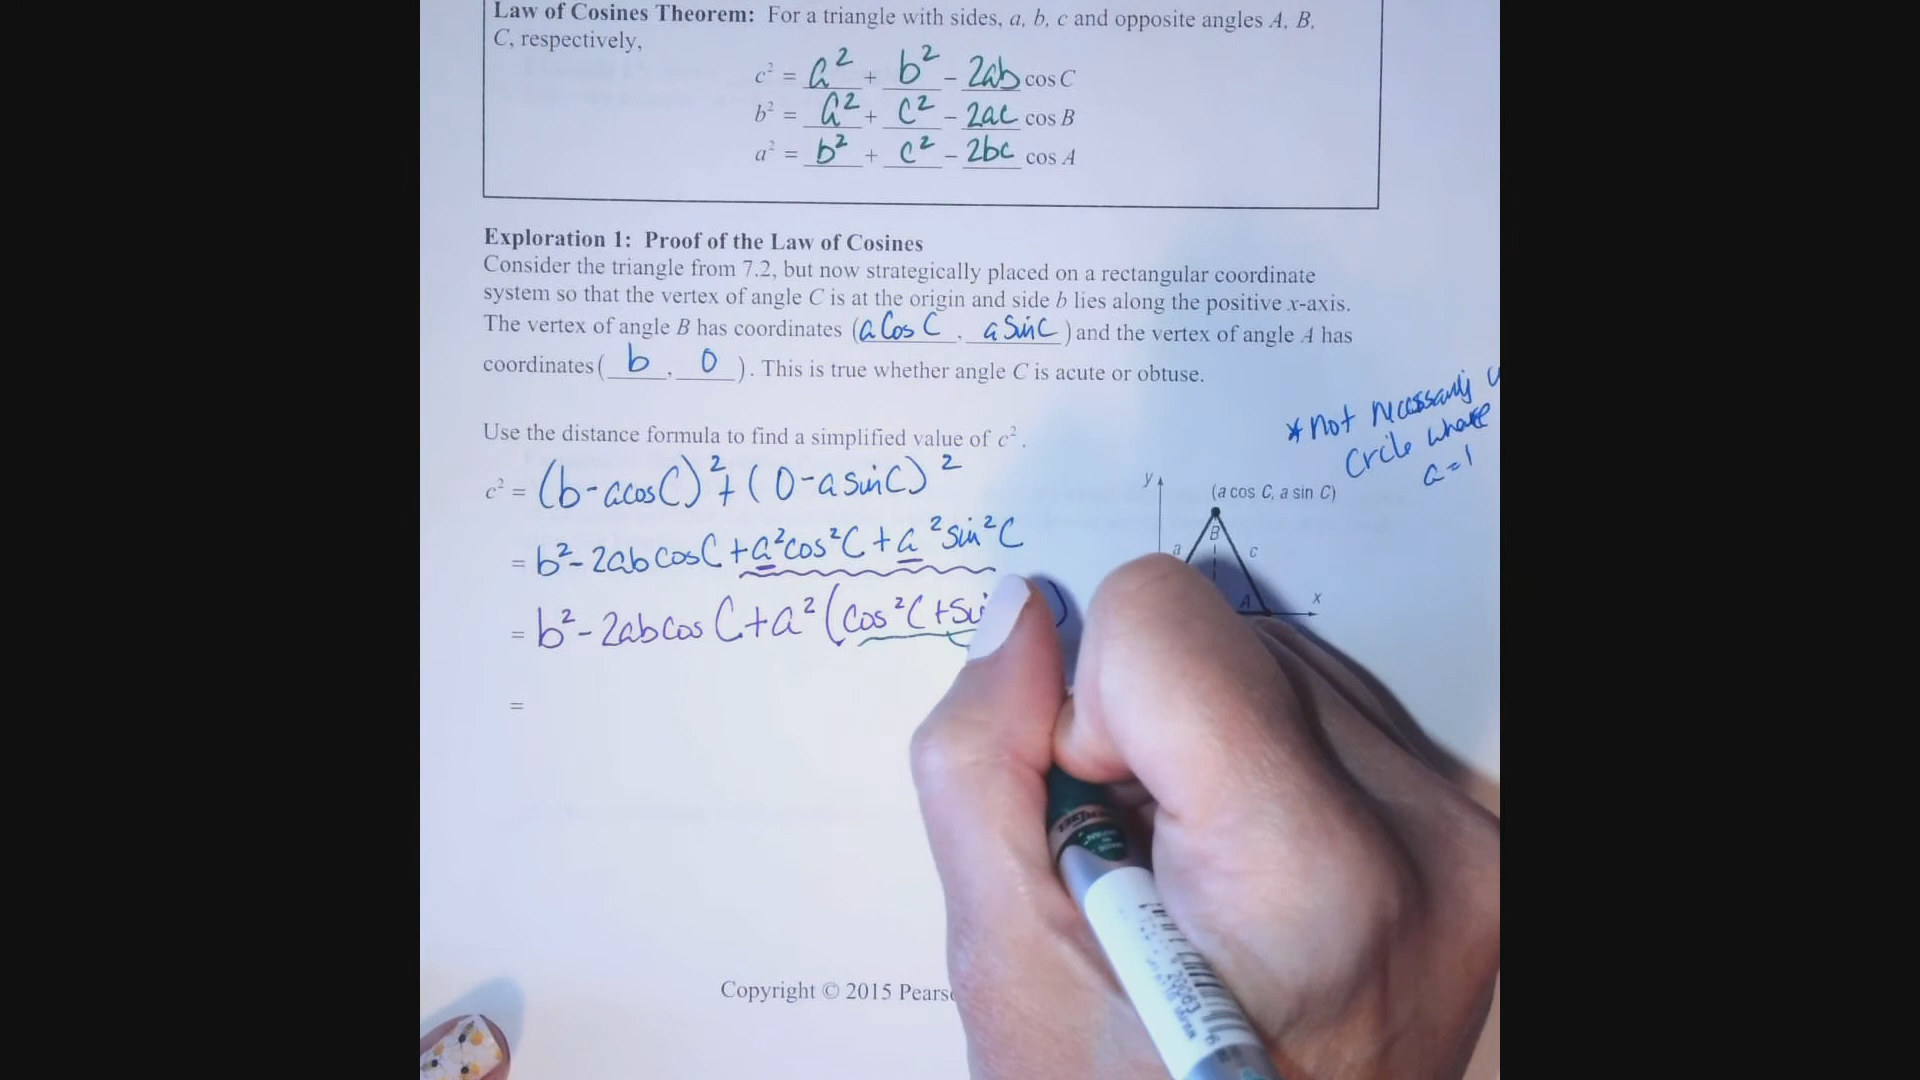 Law of Cosines Theorem: For a triangle with sides, a, b, c and opposite angles A, B,
C, respectively,
c² = a² + b² - 2ab cos C
b² = a² + c² - 2ac cos B
a² = b² + c² - 2bc cos A
Exploration 1: Proof of the Law of Cosines
Consider the triangle from 7.2, but now strategically placed on a rectangular coordinate
system so that the vertex of angle C is at the origin and side b lies along the positive x-axis.
The vertex of angle B has coordinates (a Cos C, a Sin C) and the vertex of angle A has
coordinates (b, 0). This is true whether angle C is acute or obtuse.
* not necessarily
Circle where
a=1
Use the distance formula to find a simplified value of c².
c² = (b-acosC)² + (0-asinC)²
= b² - 2abcosC + a²cos²C + a²sin²C
= b² - 2abcos C + a²(cos²C + Si )
=
y
(a cos C, a sin C)
B
a
c
A
x
Copyright © 2015 Pears